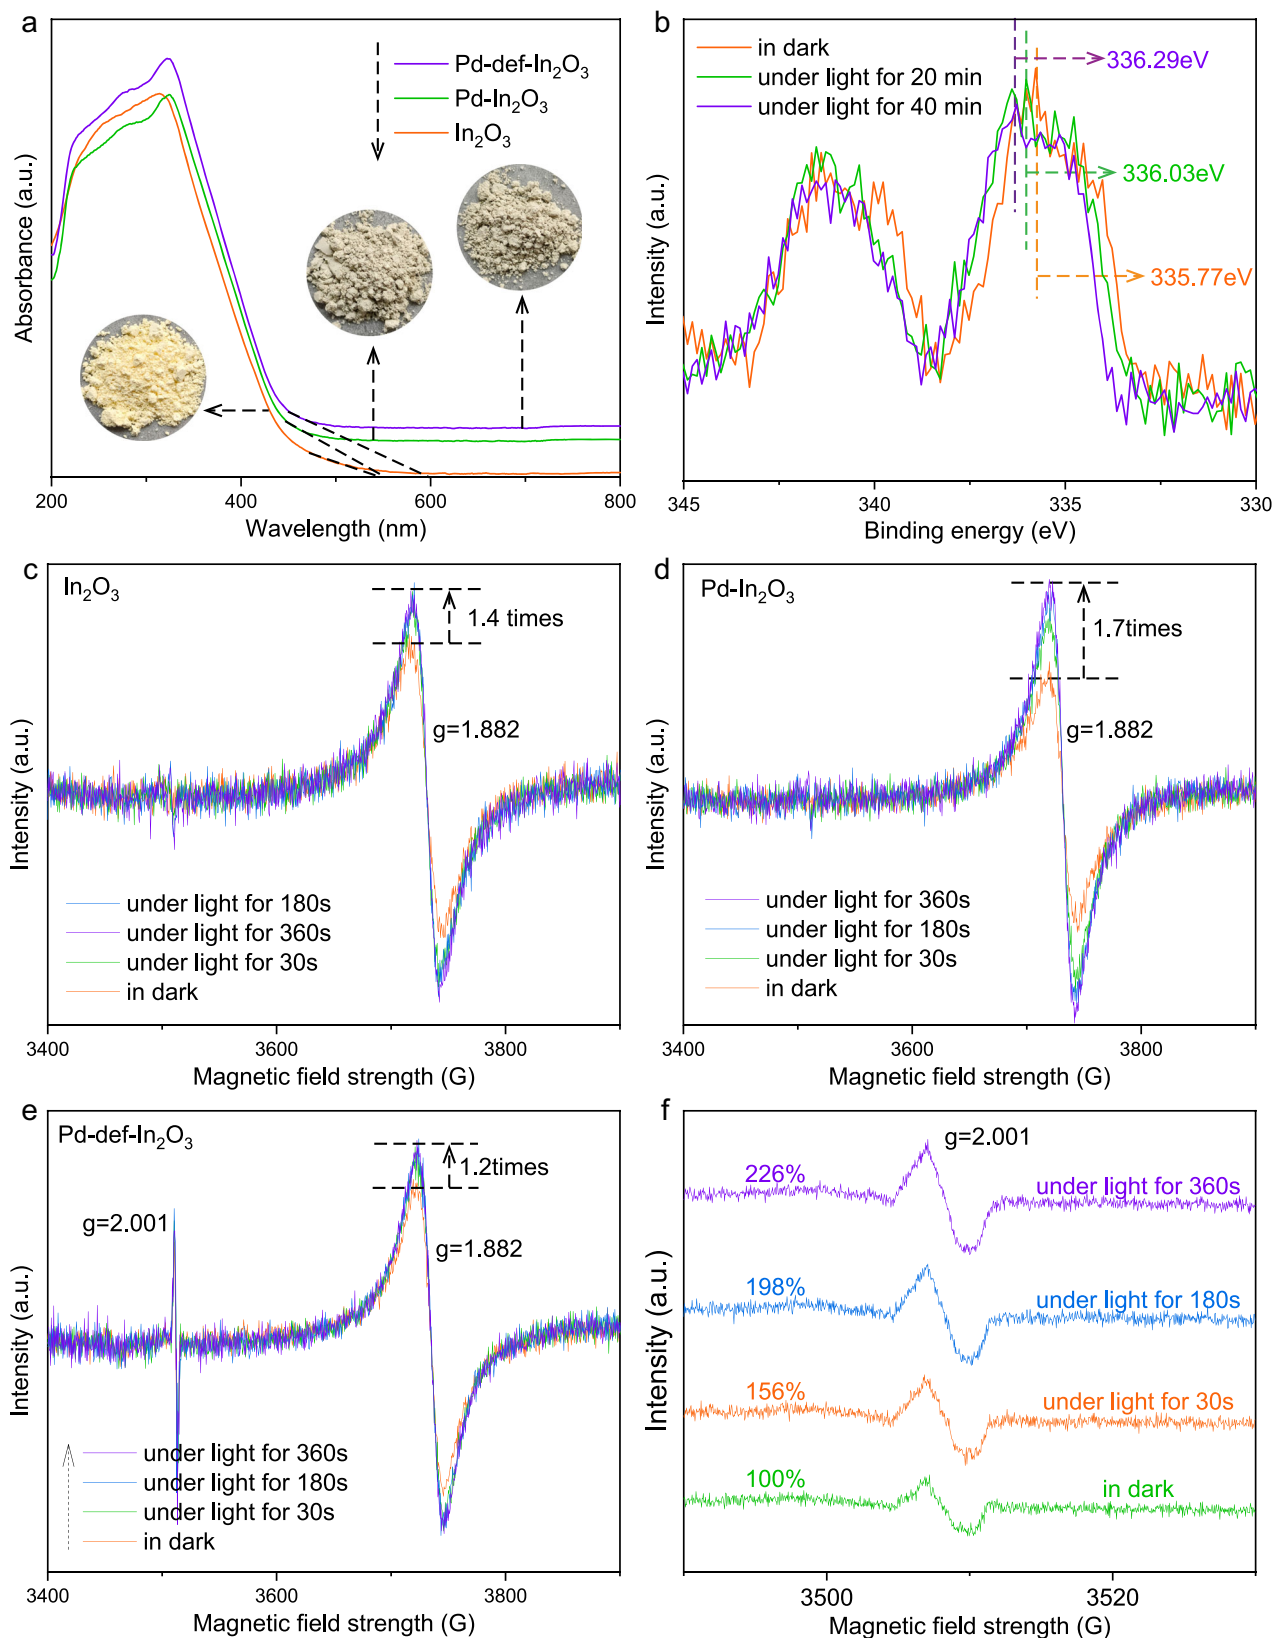 a
Pd-def-In₂O₃
Pd-In₂O₃
In₂O₃
Absorbance (a.u.)
200 400 600 800
Wavelength (nm)
b
in dark
under light for 20 min
under light for 40 min
336.29eV
336.03eV
335.77eV
Intensity (a.u.)
345 340 335 330
Binding energy (eV)
c
In₂O₃
1.4 times
g=1.882
Intensity (a.u.)
under light for 180s
under light for 360s
under light for 30s
in dark
3400 3600 3800
Magnetic field strength (G)
d
Pd-In₂O₃
1.7times
g=1.882
Intensity (a.u.)
under light for 360s
under light for 180s
under light for 30s
in dark
3400 3600 3800
Magnetic field strength (G)
e
Pd-def-In₂O₃
1.2times
g=2.001
g=1.882
Intensity (a.u.)
under light for 360s
under light for 180s
under light for 30s
in dark
3400 3600 3800
Magnetic field strength (G)
f
g=2.001
226% under light for 360s
198% under light for 180s
156% under light for 30s
100% in dark
Intensity (a.u.)
3500 3520
Magnetic field strength (G)